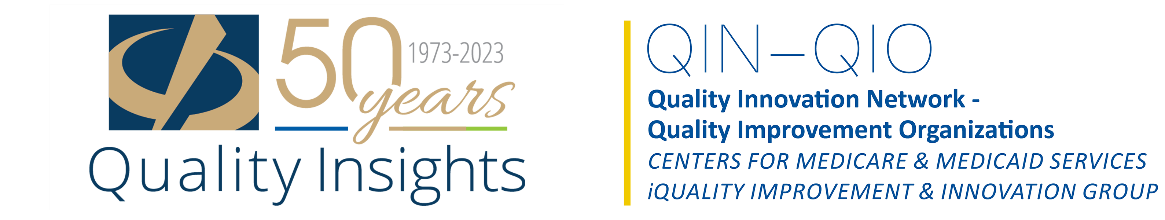 50
years
1973-2023
Quality Insights
QIN–QIO
Quality Innovation Network -
Quality Improvement Organizations
CENTERS FOR MEDICARE & MEDICAID SERVICES
iQUALITY IMPROVEMENT & INNOVATION GROUP